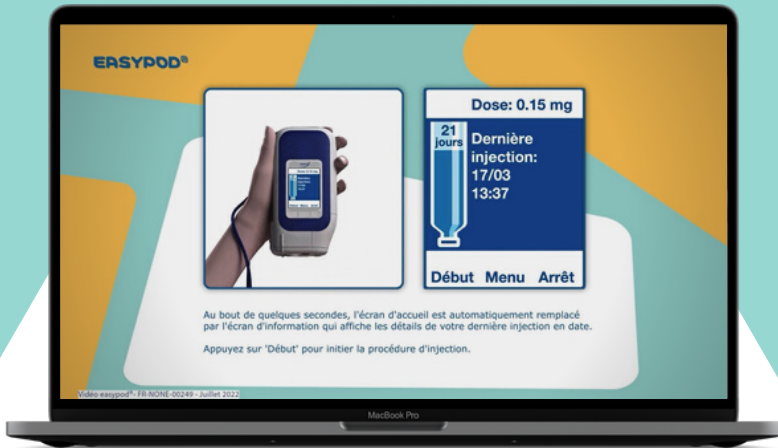 EASYPOD®
Dose: 0.15 mg
21
jours
Dernière
injection:
17/03
13:37
Début Menu Arrêt
Au bout de quelques secondes, l'écran d'accueil est automatiquement remplacé
par l'écran d'information qui affiche les détails de votre dernière injection en date.
Appuyez sur 'Début' pour initier la procédure d'injection.
Vidéo easypod® - FR-NONE-00249 - Juillet 2022
MacBook Pro